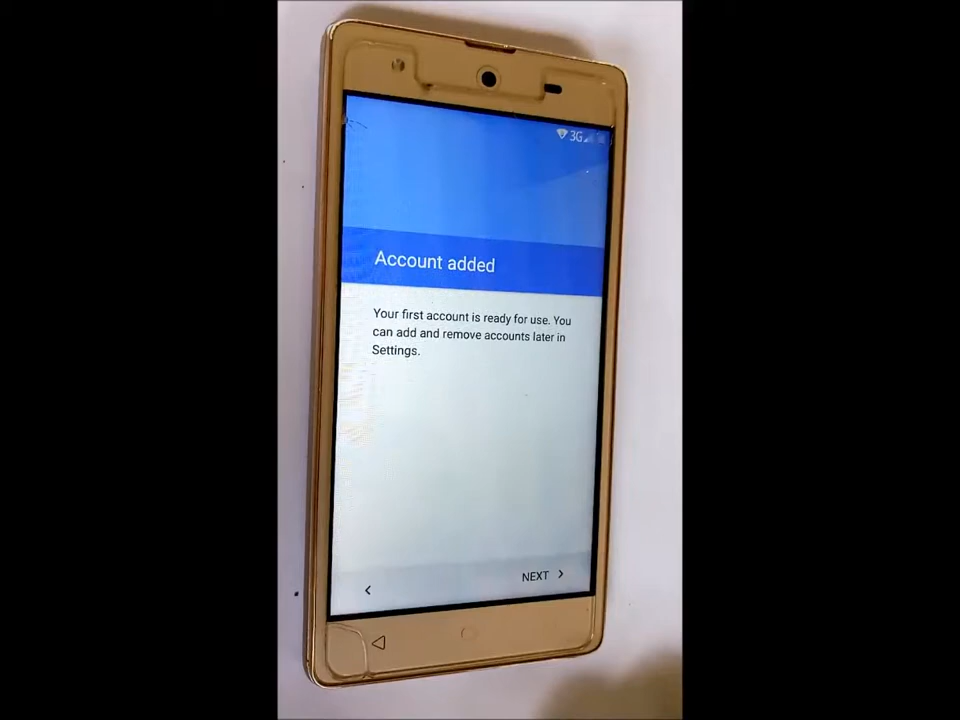 3G
Account added
Your first account is ready for use. You
can add and remove accounts later in
Settings.
NEXT